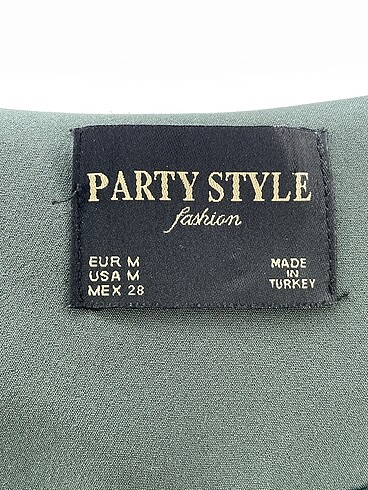 PARTY STYLE
fashion
EUR M
USA M
MEX 28
MADE
IN
TURKEY